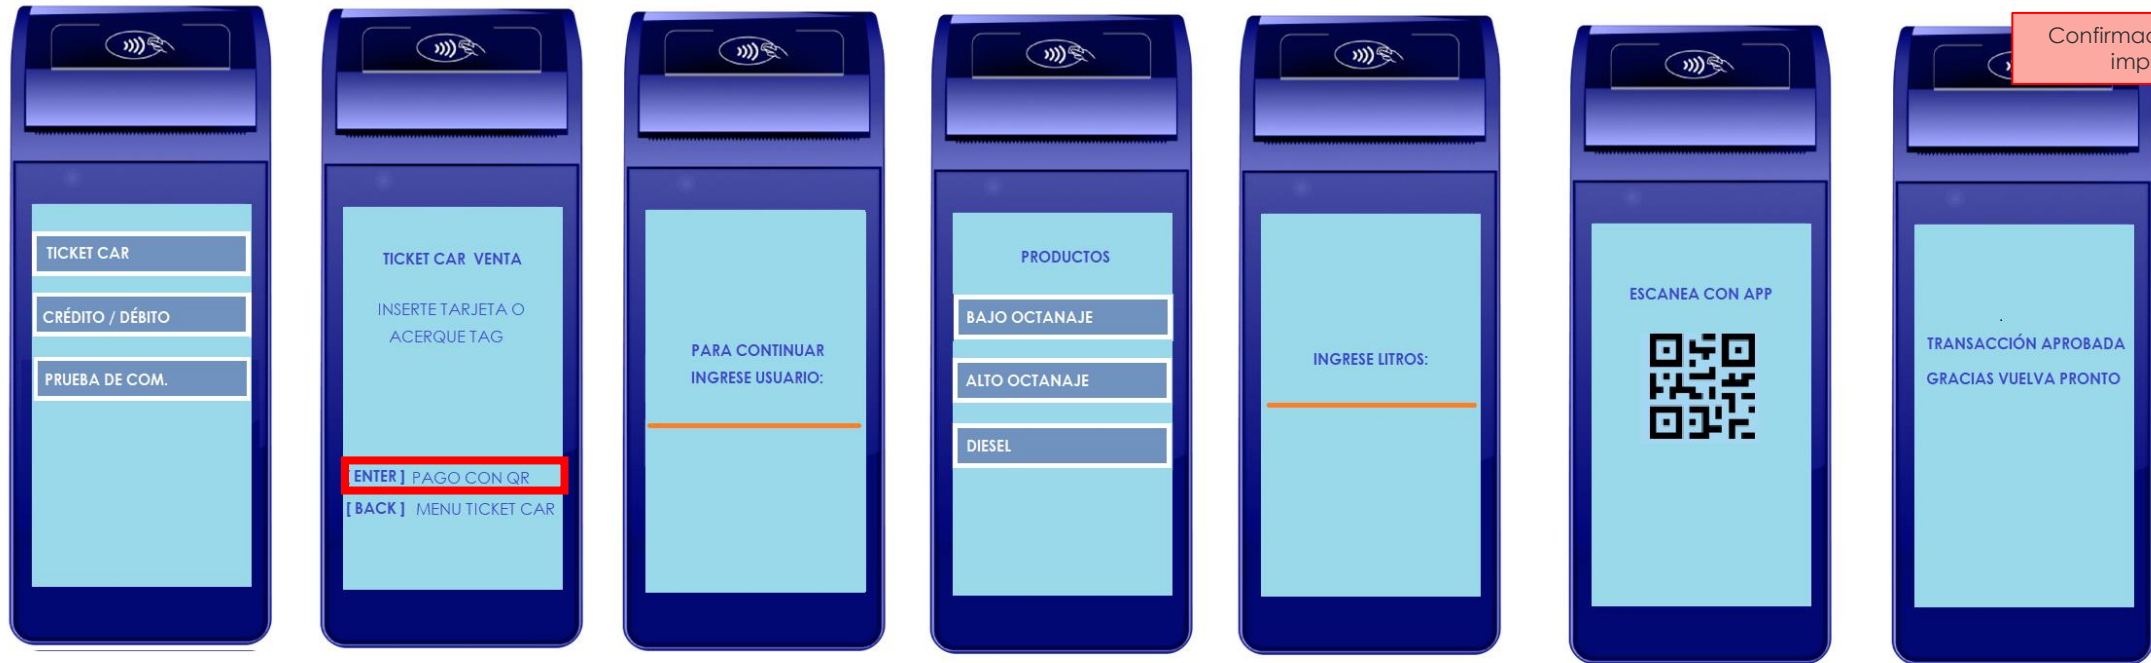 TICKET CAR
CRÉDITO / DÉBITO
PRUEBA DE COM.
TICKET CAR VENTA
INSERTE TARJETA O
ACERQUE TAG
[ENTER] PAGO CON QR
[BACK] MENU TICKET CAR
PARA CONTINUAR
INGRESE USUARIO:
PRODUCTOS
BAJO OCTANAJE
ALTO OCTANAJE
DIESEL
INGRESE LITROS:
ESCANEA CON APP
TRANSACCIÓN APROBADA
GRACIAS VUELVA PRONTO